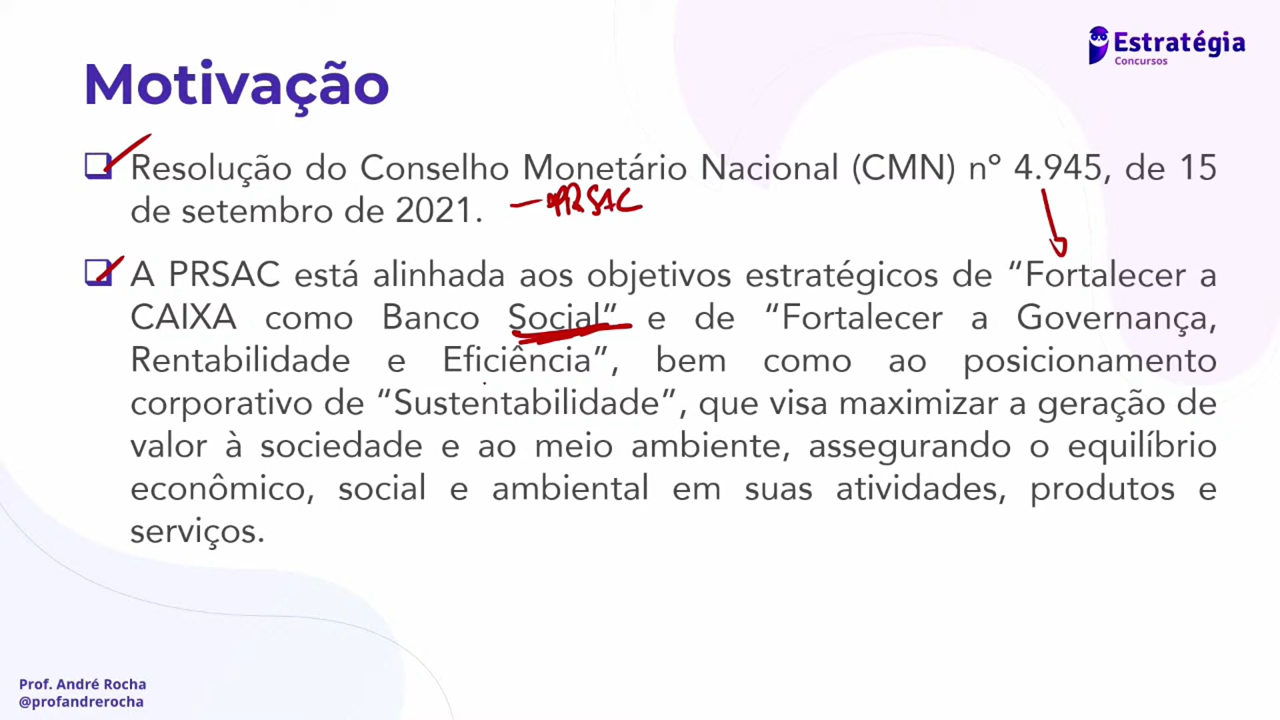 Estratégia
Concursos
Motivação
Resolução do Conselho Monetário Nacional (CMN) nº 4.945, de 15
de setembro de 2021.
PRSAC
A PRSAC está alinhada aos objetivos estratégicos de “Fortalecer a
CAIXA como Banco Social” e de “Fortalecer a Governança,
Rentabilidade e Eficiência”, bem como ao posicionamento
corporativo de “Sustentabilidade”, que visa maximizar a geração de
valor à sociedade e ao meio ambiente, assegurando o equilíbrio
econômico, social e ambiental em suas atividades, produtos e
serviços.
Prof. André Rocha
@profandrerocha